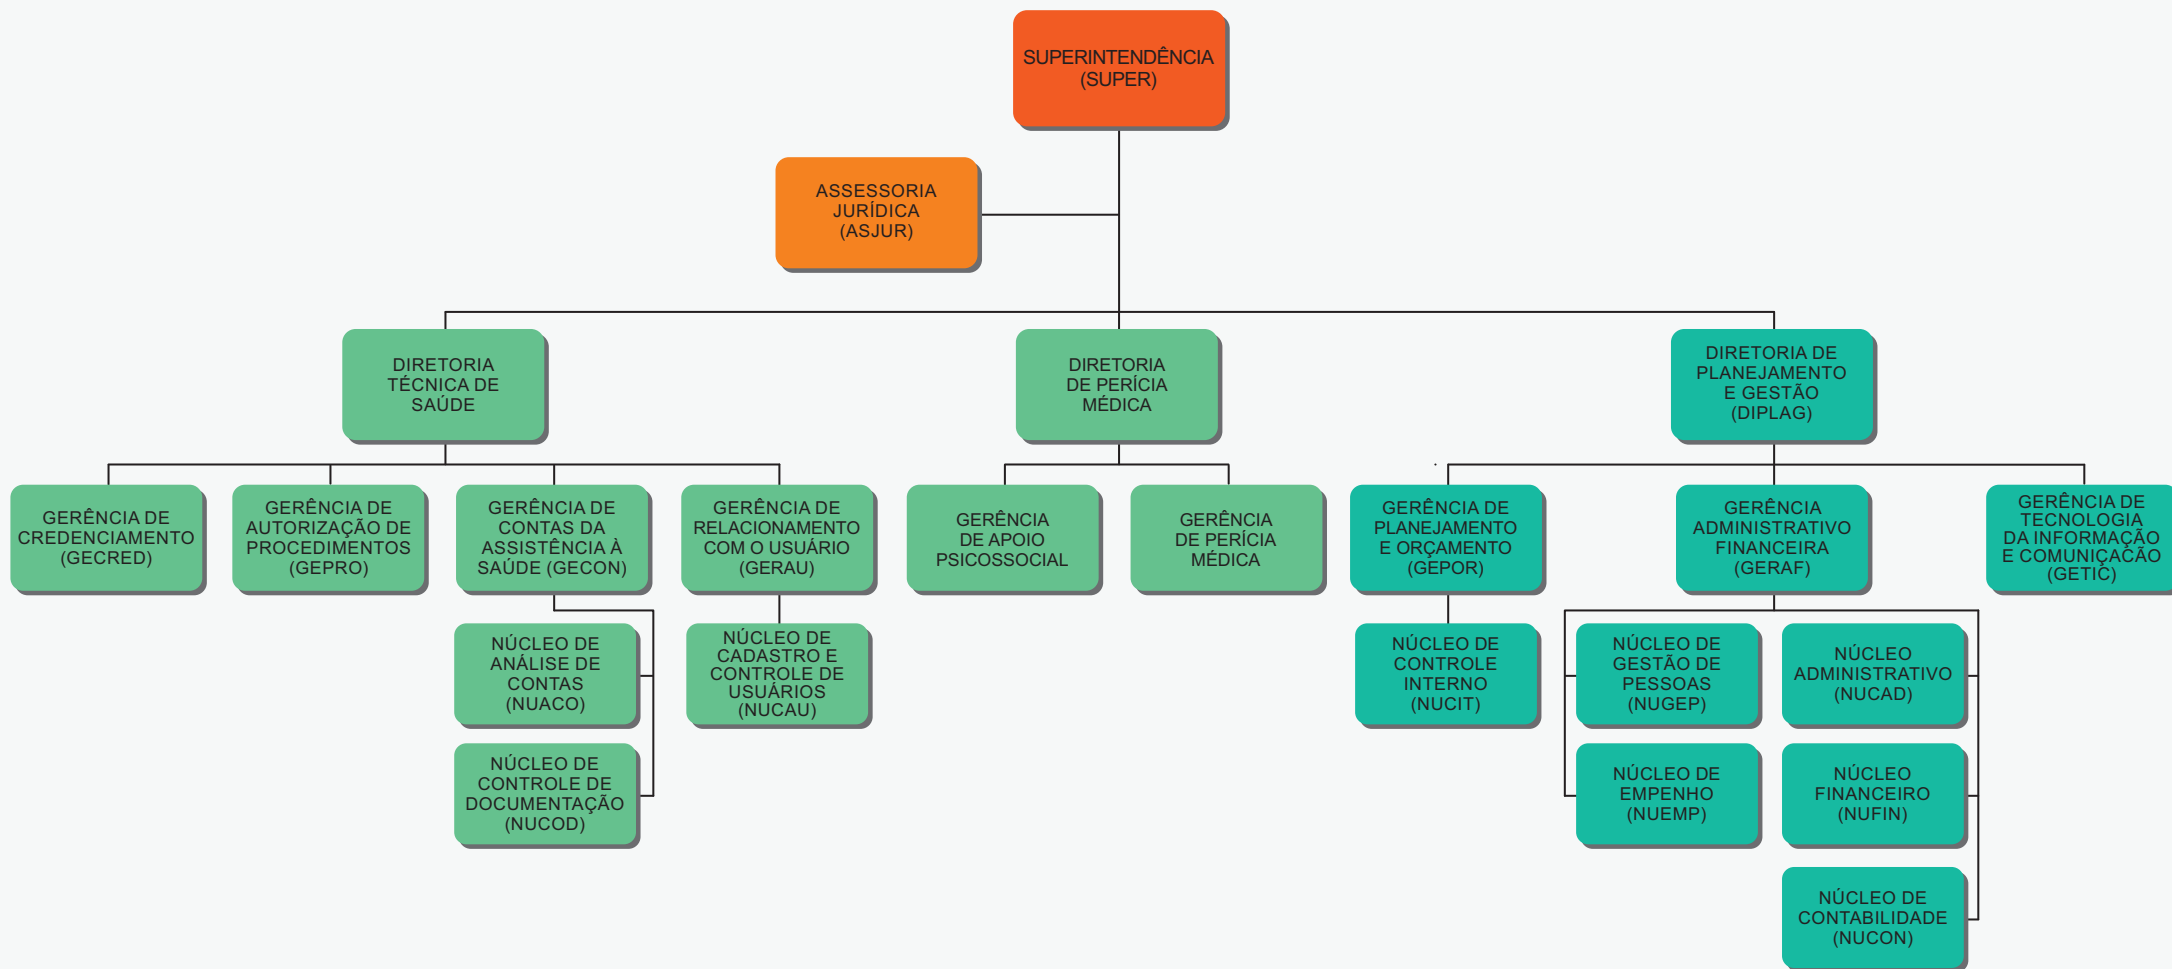 SUPERINTENDÊNCIA
(SUPER)
ASSESSORIA
JURÍDICA
(ASJUR)
DIRETORIA
TÉCNICA DE
SAÚDE
DIRETORIA
DE PERÍCIA
MÉDICA
DIRETORIA DE
PLANEJAMENTO
E GESTÃO
(DIPLAG)
GERÊNCIA DE
CREDENCIAMENTO
(GECRED)
GERÊNCIA DE
AUTORIZAÇÃO DE
PROCEDIMENTOS
(GEPRO)
GERÊNCIA DE
CONTAS DA
ASSISTÊNCIA À
SAÚDE (GECON)
GERÊNCIA DE
RELACIONAMENTO
COM O USUÁRIO
(GERAU)
GERÊNCIA
DE APOIO
PSICOSSOCIAL
GERÊNCIA
DE PERÍCIA
MÉDICA
GERÊNCIA DE
PLANEJAMENTO
E ORÇAMENTO
(GEPOR)
GERÊNCIA
ADMINISTRATIVO
FINANCEIRA
(GERAF)
GERÊNCIA DE
TECNOLOGIA
DA INFORMAÇÃO
E COMUNIÇAÇÃO
(GETIC)
NÚCLEO DE
ANÁLISE DE
CONTAS
(NUACO)
NÚCLEO DE
CADASTRO E
CONTROLE DE
USUÁRIOS
(NUCAU)
NÚCLEO DE
CONTROLE
INTERNO
(NUCIT)
NÚCLEO DE
GESTÃO DE
PESSOAS
(NUGEP)
NÚCLEO
ADMINISTRATIVO
(NUCAD)
NÚCLEO DE
CONTROLE DE
DOCUMENTAÇÃO
(NUCOD)
NÚCLEO DE
EMPENHO
(NUEMP)
NÚCLEO
FINANCEIRO
(NUFIN)
NÚCLEO DE
CONTABILIDADE
(NUCON)